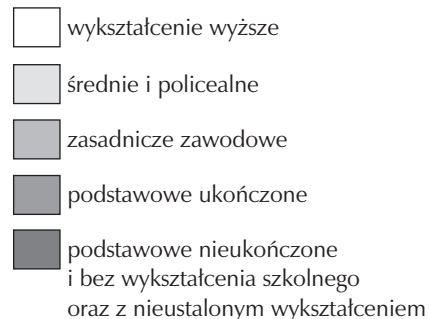 wykształcenie wyższe
średnie i policealne
zasadnicze zawodowe
podstawowe ukończone
podstawowe nieukończone
i bez wykształcenia szkolnego
oraz z nieustalonym wykształceniem